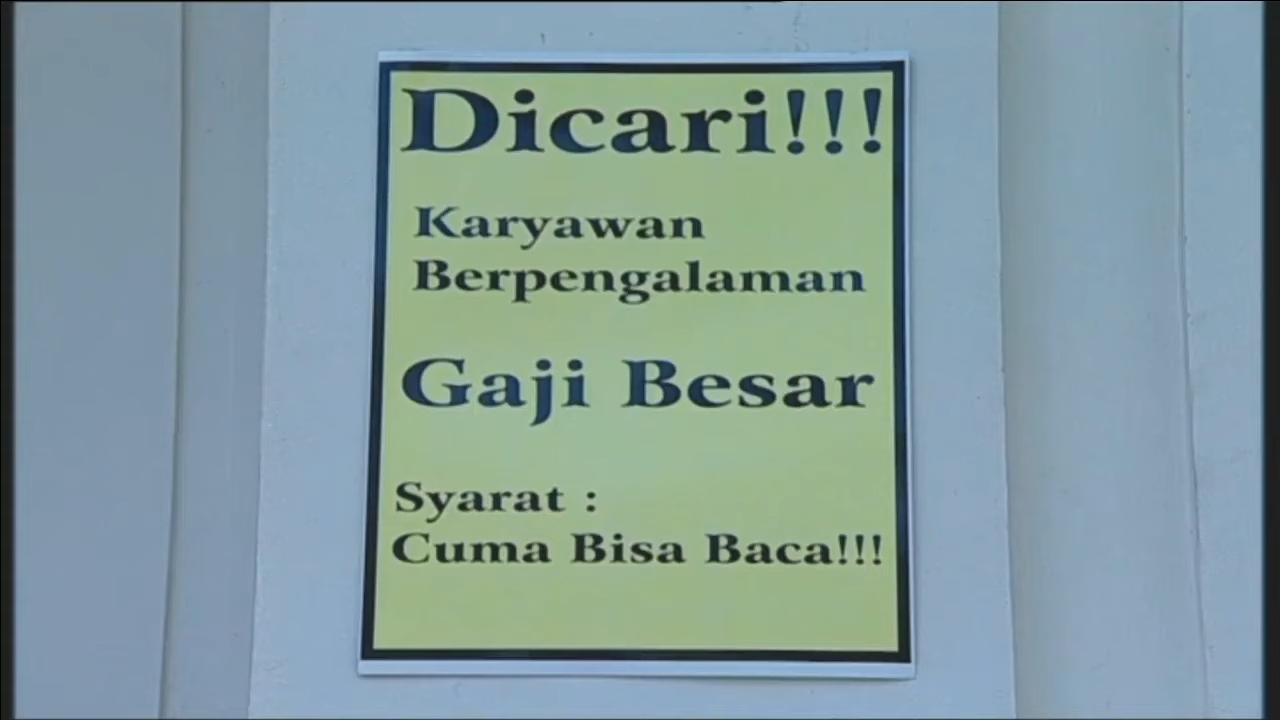 Dicari!!!
Karyawan
Berpengalaman
Gaji Besar
Syarat :
Cuma Bisa Baca!!!